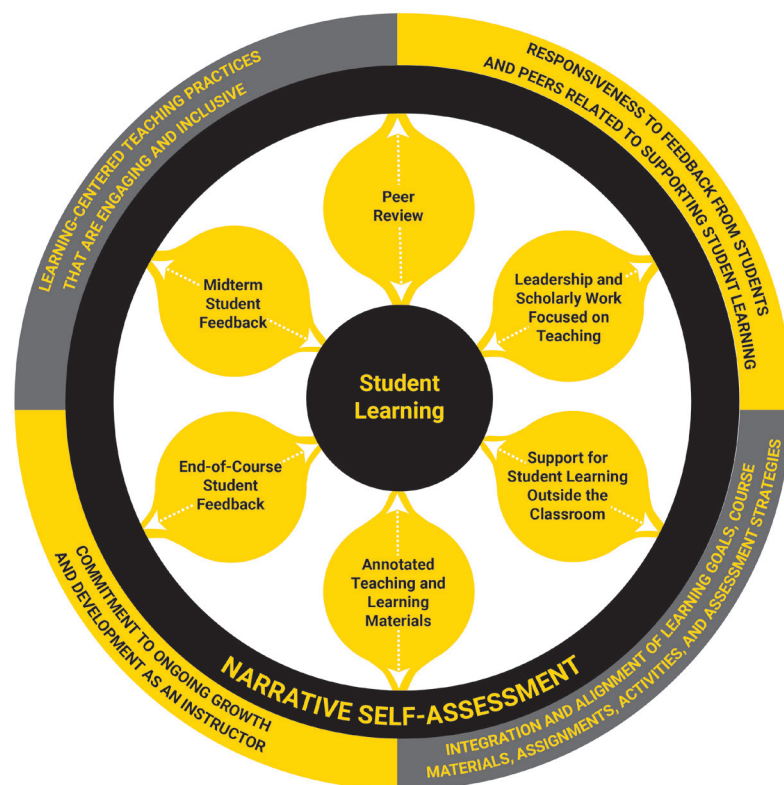 LEARNING-CENTERED TEACHING PRACTICES
THAT ARE ENGAGING AND INCLUSIVE
RESPONSIVENESS TO FEEDBACK FROM STUDENTS
AND PEERS RELATED TO SUPPORTING STUDENT LEARNING
Peer
Review
Midterm
Student
Feedback
Leadership and
Scholarly Work
Focused on
Teaching
Student
Learning
End-of-Course
Student
Feedback
Support for
Student Learning
Outside the
Classroom
Annotated
Teaching and
Learning
Materials
NARRATIVE SELF-ASSESSMENT
COMMITMENT TO ONGOING GROWTH
AND DEVELOPMENT AS AN INSTRUCTOR
INTEGRATION AND ALIGNMENT OF LEARNING GOALS, COURSE
MATERIALS, ASSIGNMENTS, ACTIVITIES, AND ASSESSMENT STRATEGIES